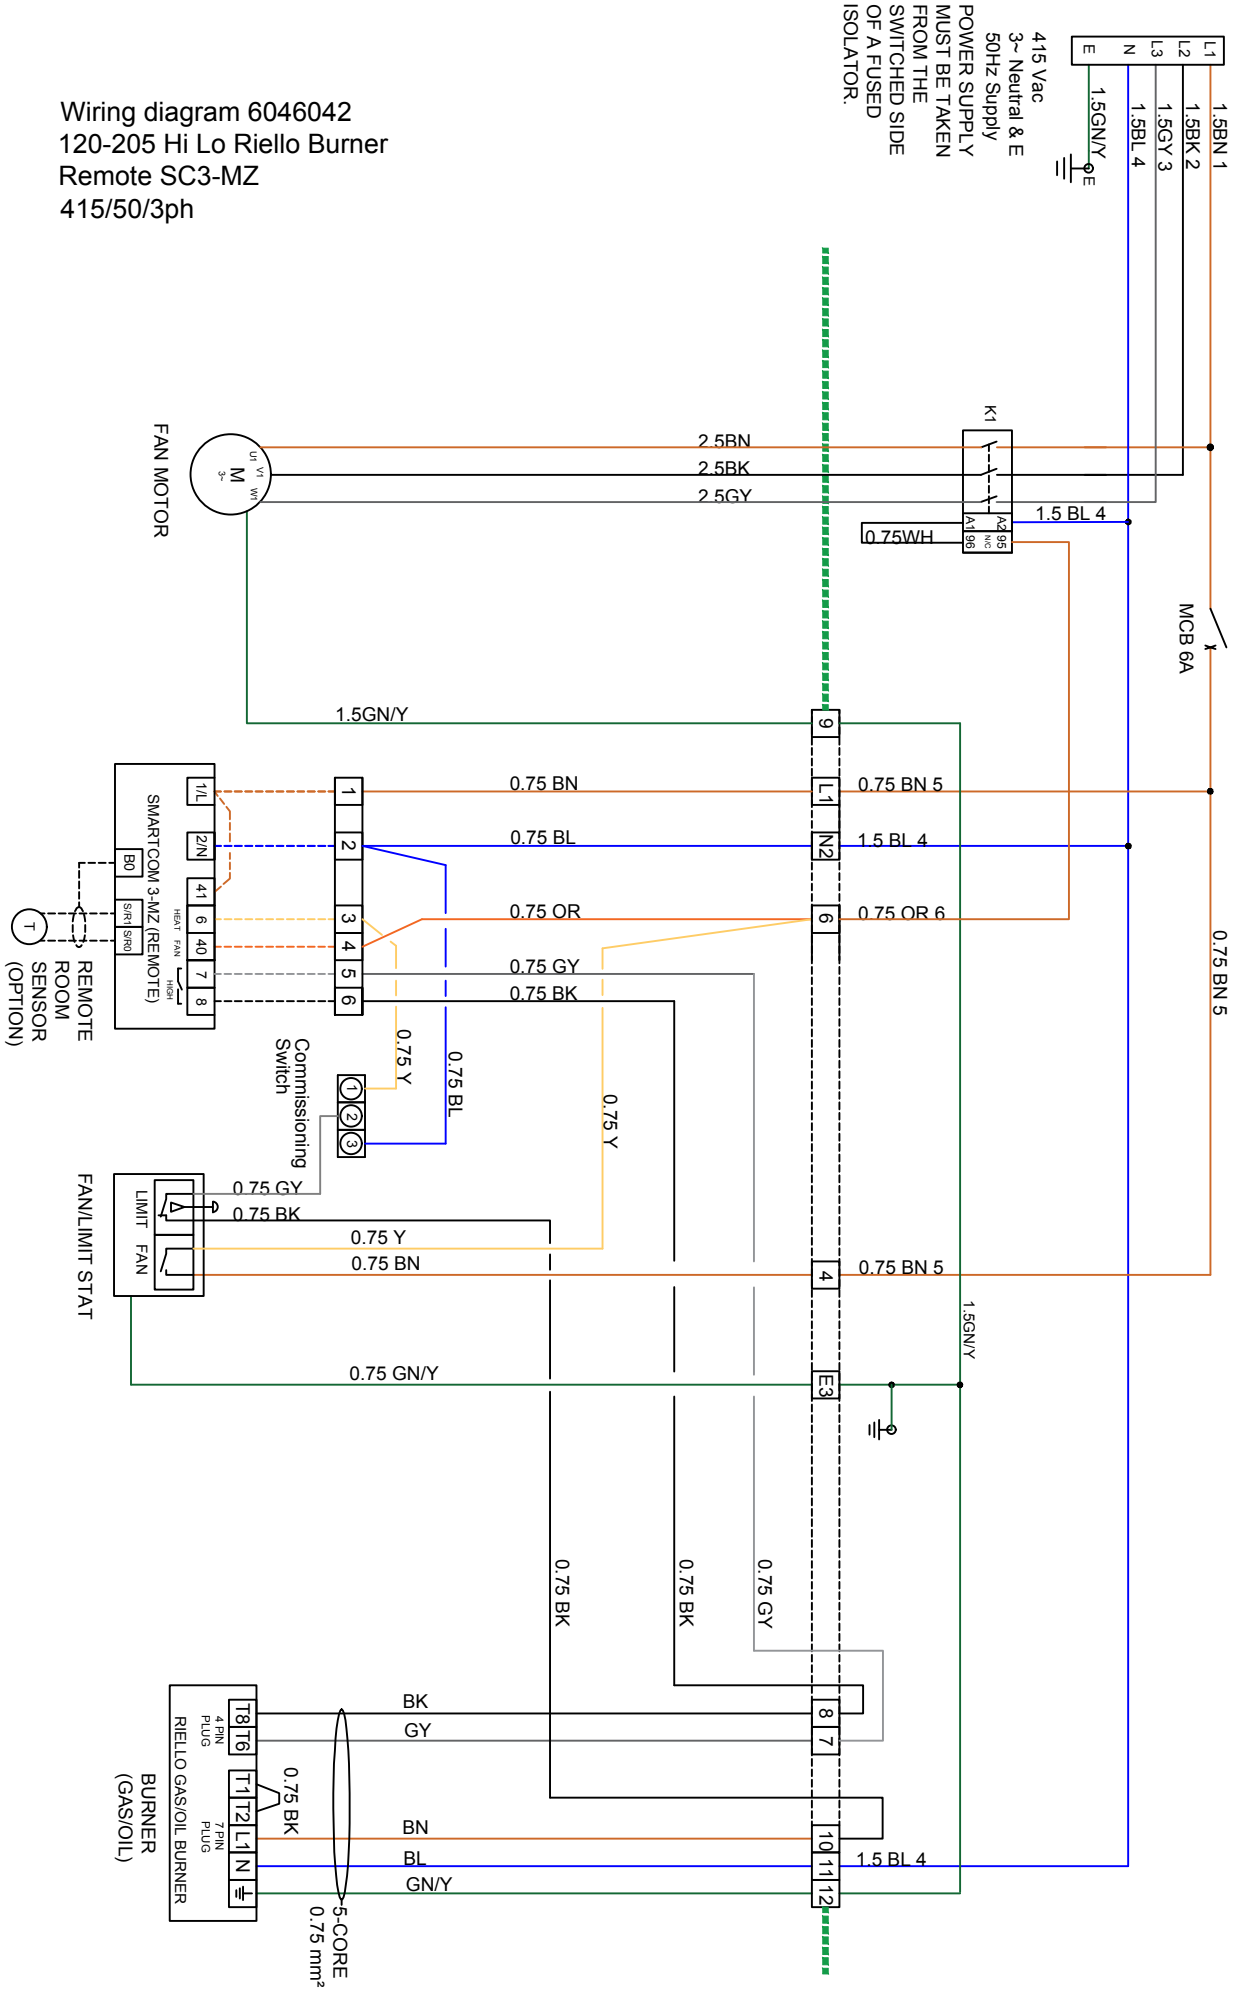 Wiring diagram 6046042
120-205 Hi Lo Riello Burner
Remote SC3-MZ
415/50/3ph
415 Vac
3~ Neutral & E
50Hz Supply
POWER SUPPLY
MUST BE TAKEN
FROM THE
SWITCHED SIDE
OF A FUSED
ISOLATOR.
E
N
L3
L2
L1
1.5GN/Y
1.5BL 4
1.5GY 3
1.5BK 2
1.5BN 1
E
K1
2.5BN
2.5BK
2.5GY
A1
A2
96
N/C
95
0.75WH
1.5 BL 4
MCB 6A
FAN MOTOR
U1
V1
W1
M
3~
1.5GN/Y
9
0.75 BN
L1
0.75 BN 5
0.75 BL
N2
1.5 BL 4
0.75 OR
6
0.75 OR 6
0.75 GY
0.75 BK
0.75 BN 5
1/L
2/N
41
6
40
7
8
HEAT
FAN
HIGH
SMARTCOM 3-MZ (REMOTE)
B0
S/R1
S/R0
T
REMOTE
ROOM
SENSOR
(OPTION)
1
2
3
4
5
6
Commissioning
Switch
1
2
3
0.75 Y
0.75 BL
0.75 Y
FAN/LIMIT STAT
LIMIT
FAN
0.75 GY
0.75 BK
0.75 Y
0.75 BN
4
0.75 BN 5
1.5GN/Y
0.75 GN/Y
E3
0.75 BK
0.75 BK
0.75 GY
BK
8
GY
7
T8
T6
4 PIN
PLUG
T1
T2
L1
N
7 PIN
PLUG
0.75 BK
RIELLO GAS/OIL BURNER
BURNER
(GAS/OIL)
BN
10
BL
11
1.5 BL 4
GN/Y
12
5-CORE
0.75 mm²